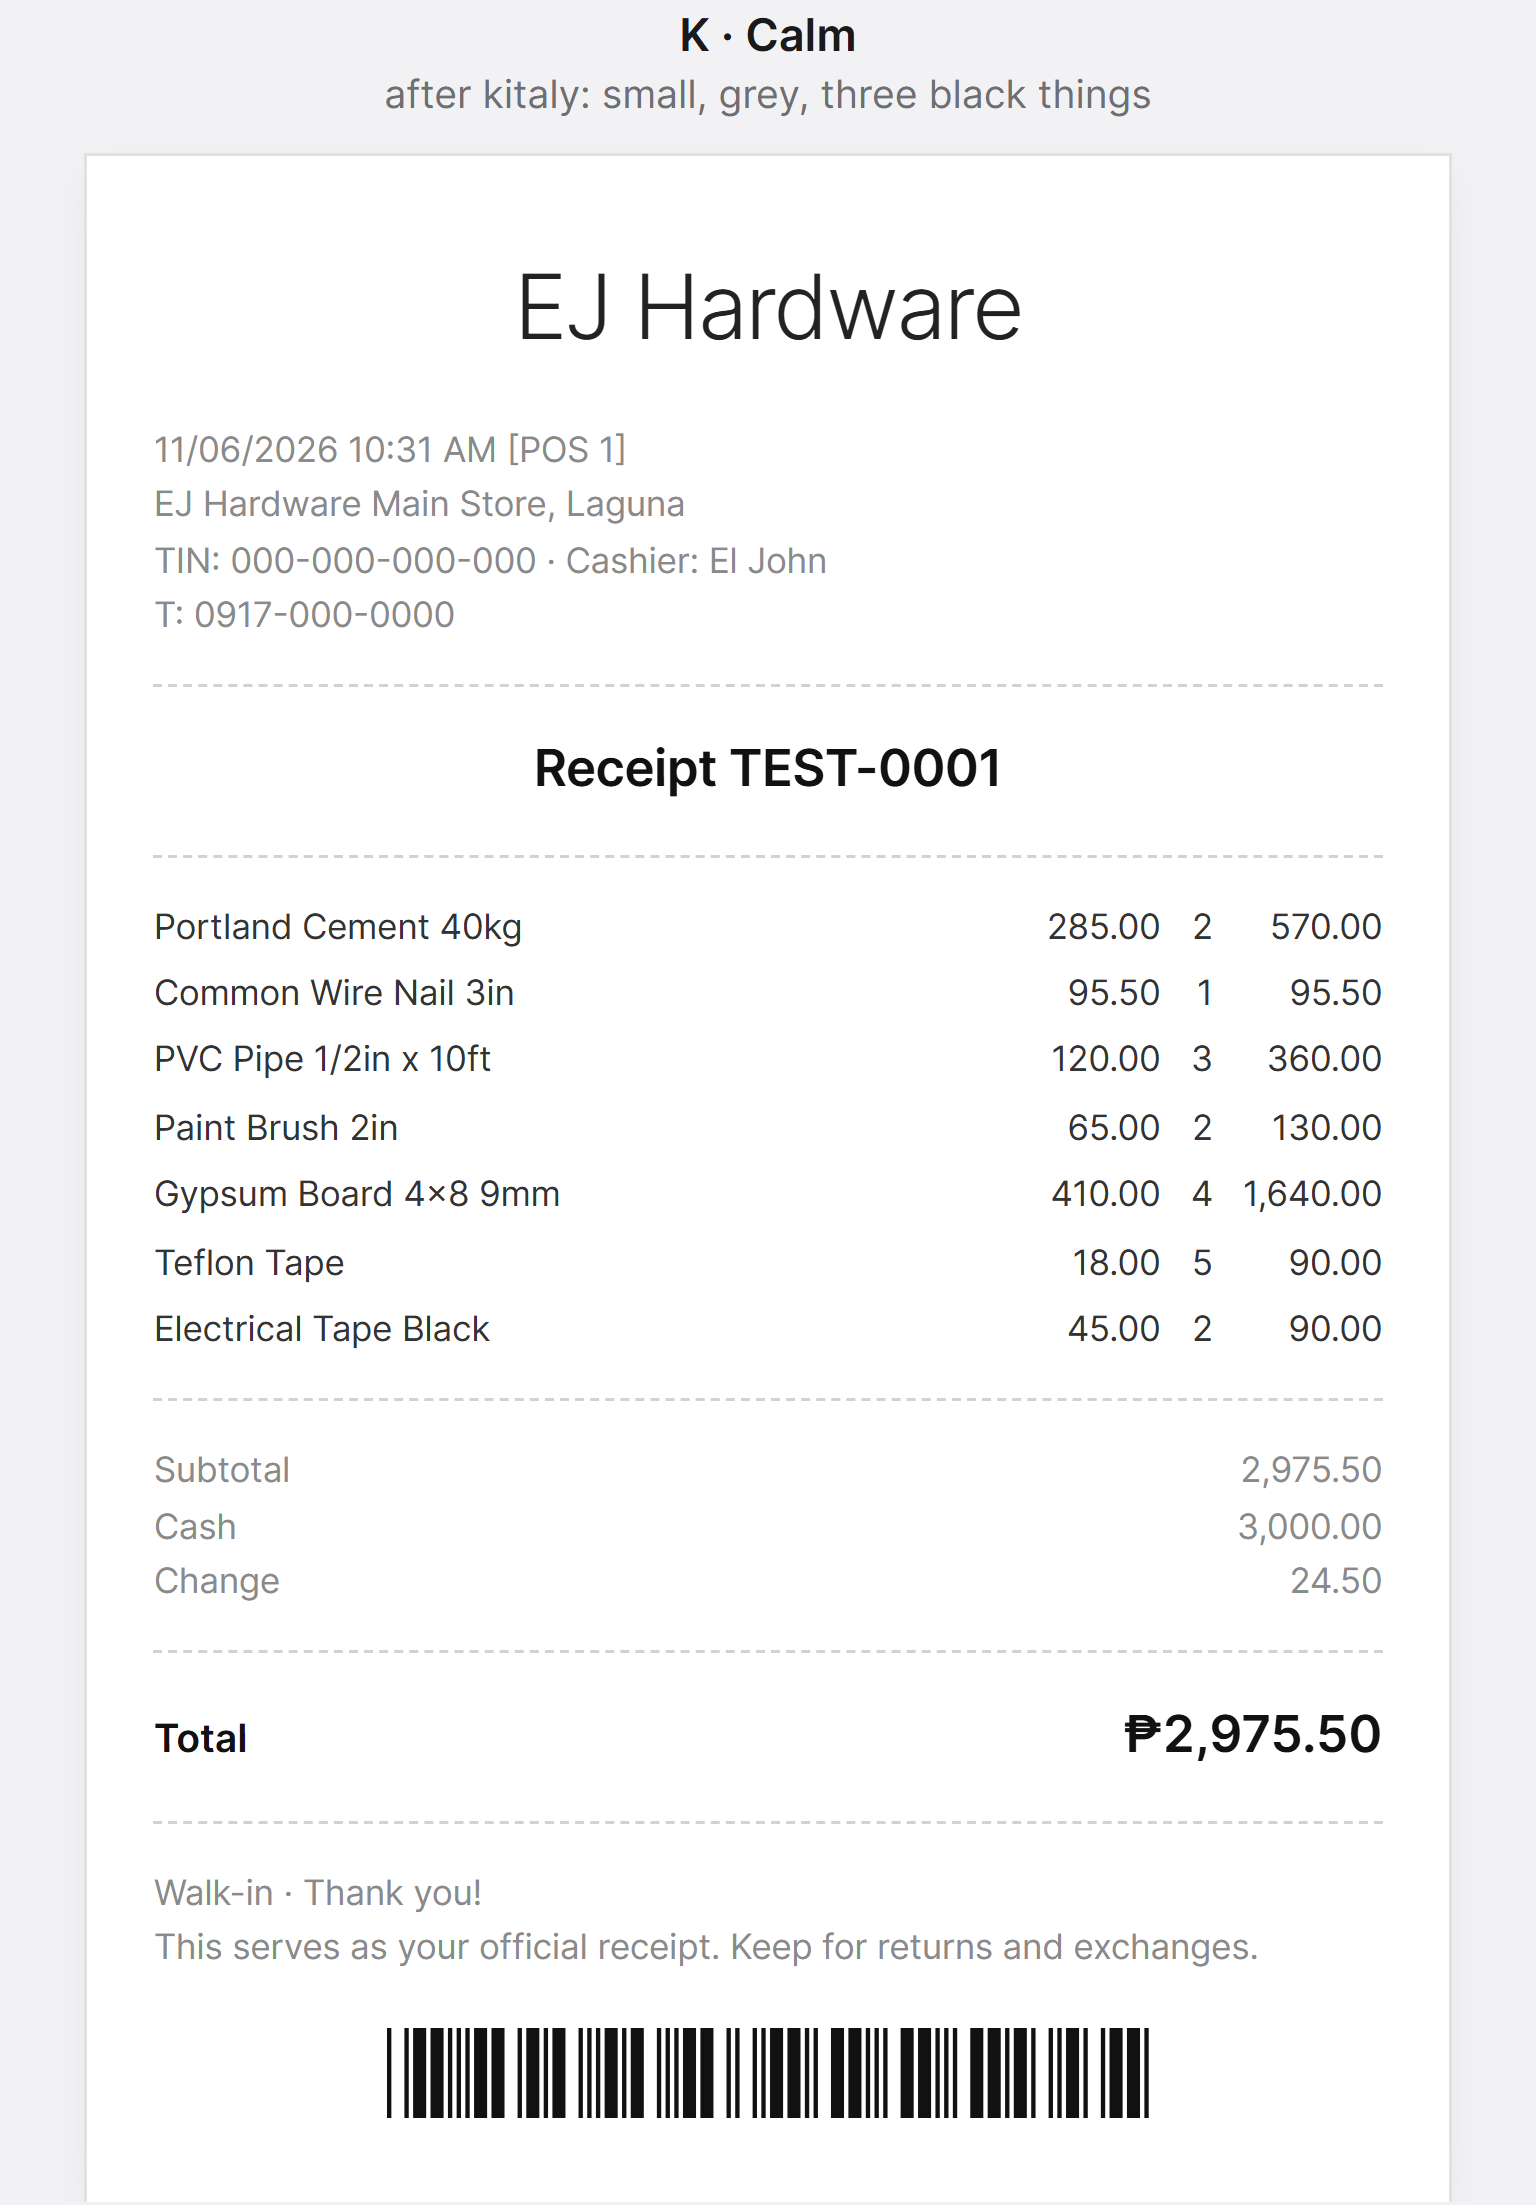 K · Calm
after kitaly: small, grey, three black things
EJ Hardware
11/06/2026 10:31 AM [POS 1]
EJ Hardware Main Store, Laguna
TIN: 000-000-000-000 · Cashier: El John
T: 0917-000-0000
Receipt TEST-0001
Portland Cement 40kg 285.00 2 570.00
Common Wire Nail 3in 95.50 1 95.50
PVC Pipe 1/2in x 10ft 120.00 3 360.00
Paint Brush 2in 65.00 2 130.00
Gypsum Board 4×8 9mm 410.00 4 1,640.00
Teflon Tape 18.00 5 90.00
Electrical Tape Black 45.00 2 90.00
Subtotal 2,975.50
Cash 3,000.00
Change 24.50
Total ₱2,975.50
Walk-in · Thank you!
This serves as your official receipt. Keep for returns and exchanges.